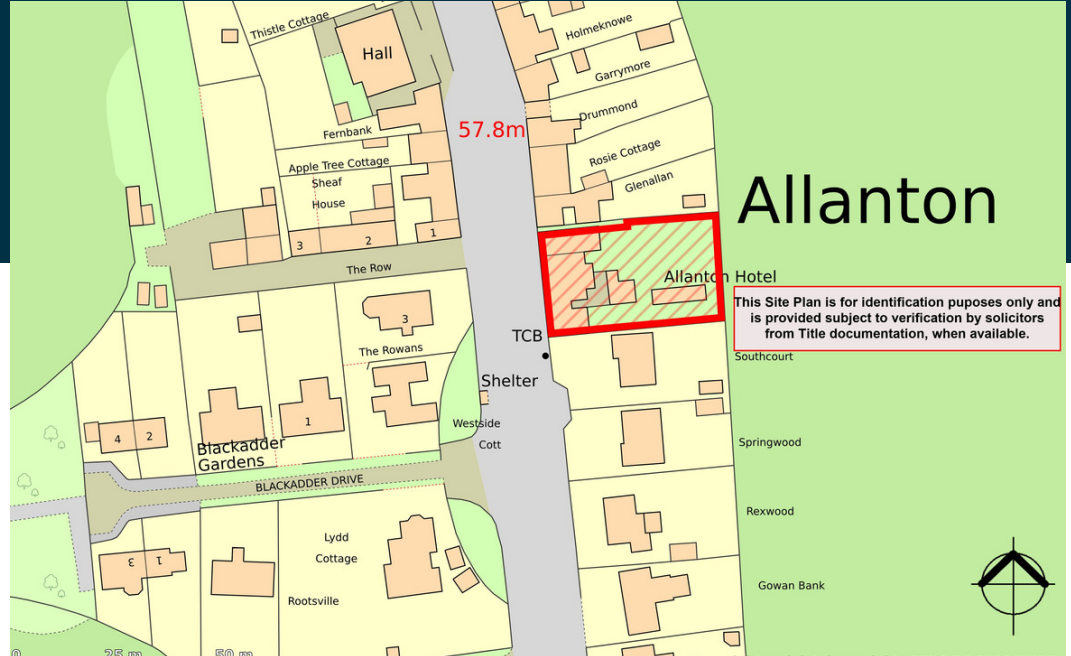 Thistle Cottage
Hall
Holmeknowe
Garrymore
Drummond
57.8m
Fernbank
Apple Tree Cottage
Sheaf
House
Rosie Cottage
Glenallan
Allanton
3
2
1
The Row
Allanton Hotel
This Site Plan is for identification puposes only and
is provided subject to verification by solicitors
from Title documentation, when available.
3
The Rowans
TCB
Shelter
Southcourt
4
2
1
Westside
Cott
Blackadder
Gardens
Springwood
BLACKADDER DRIVE
Rexwood
Lydd
Cottage
3
1
Rootsville
Gowan Bank
0
25 m
50 m